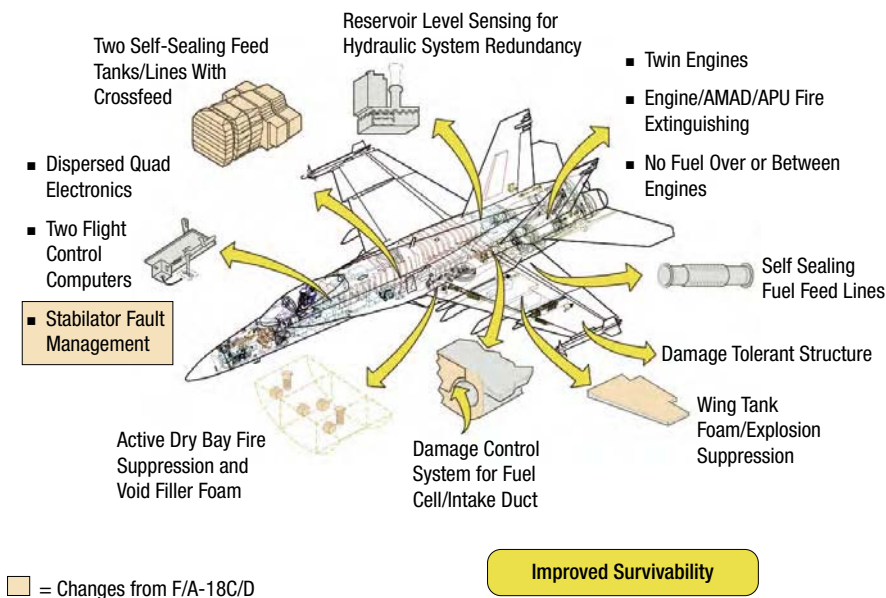 Reservoir Level Sensing for
Hydraulic System Redundancy
Two Self-Sealing Feed
Tanks/Lines With
Crossfeed
■ Twin Engines
■ Engine/AMAD/APU Fire
Extinguishing
■ No Fuel Over or Between
Engines
■ Dispersed Quad
Electronics
■ Two Flight
Control
Computers
■ Stabilator Fault
Management
Self Sealing
Fuel Feed Lines
Damage Tolerant Structure
Wing Tank
Foam/Explosion
Suppression
Damage Control
System for Fuel
Cell/Intake Duct
Active Dry Bay Fire
Suppression and
Void Filler Foam
Improved Survivability
= Changes from F/A-18C/D